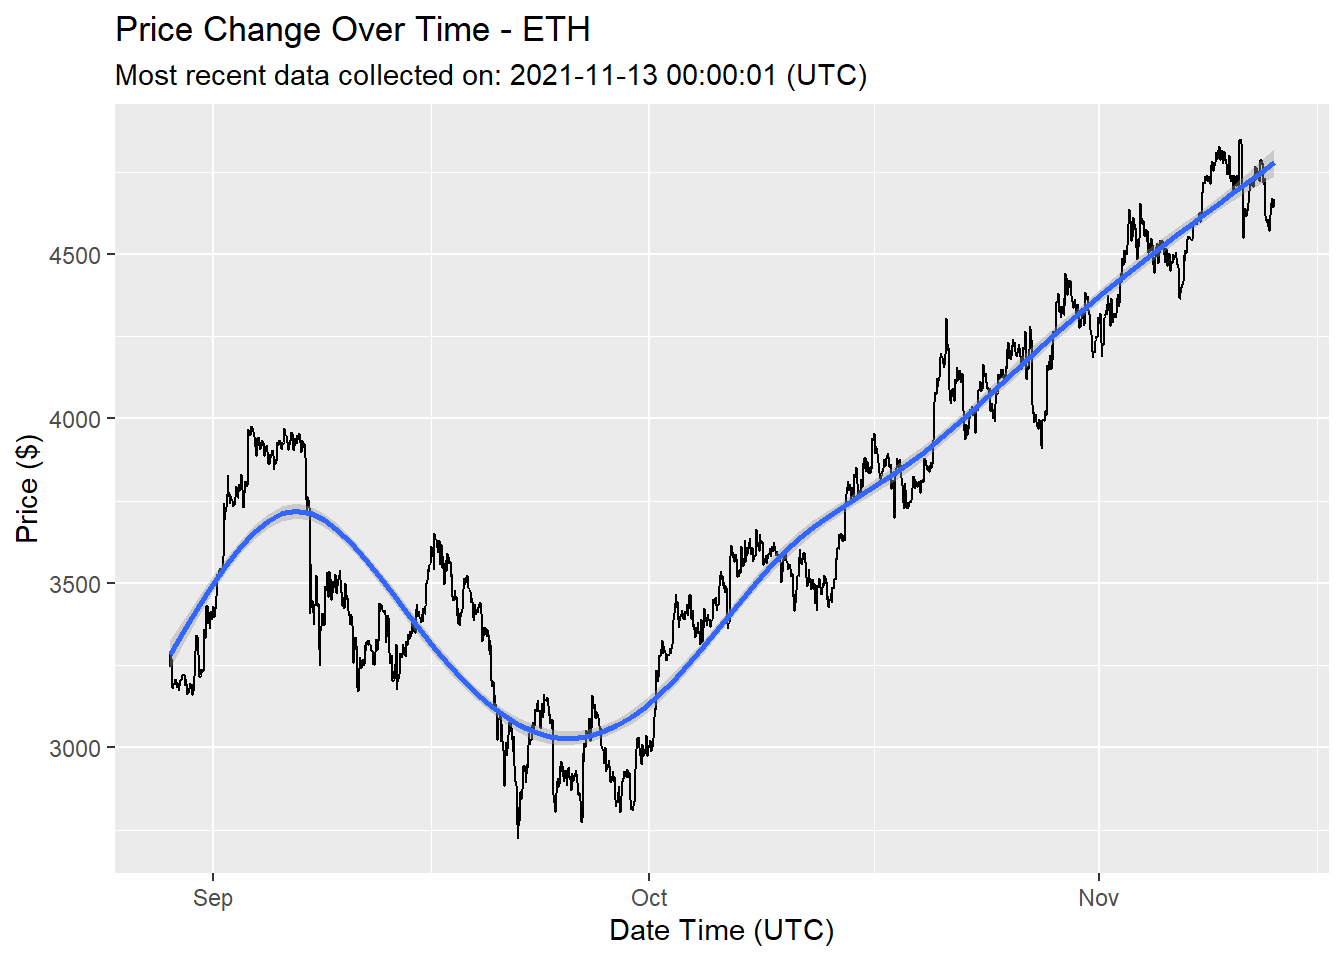 Price Change Over Time - ETH
Most recent data collected on: 2021-11-13 00:00:01 (UTC)
4500
4000
3500
3000
Price ($)
Sep Oct Nov
Date Time (UTC)